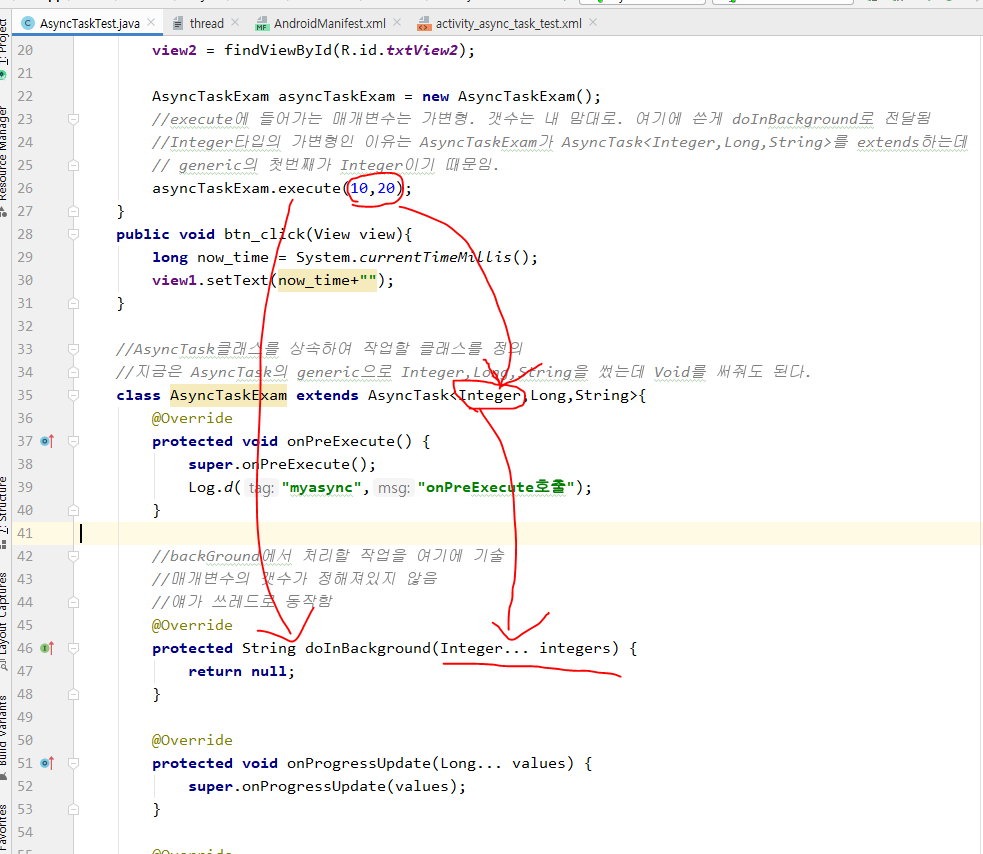 AsyncTaskTest.java × thread × AndroidManifest.xml × activity_async_task_test.xml ×
1: Project
Resource Manager
7: Structure
Layout Captures
Build Variants
Favorites
20 view2 = findViewById(R.id.txtView2);
21
22 AsyncTaskExam asyncTaskExam = new AsyncTaskExam();
23 //execute에 들어가는 매개변수는 가변형. 갯수는 내 맘대로. 여기에 쓴게 doInBackground로 전달됨
24 //Integer타입의 가변형인 이유는 AsyncTaskExam가 AsyncTask<Integer,Long,String>를 extends하는데
25 // generic의 첫번째가 Integer이기 때문임.
26 asyncTaskExam.execute(10,20);
27 }
28 public void btn_click(View view){
29 long now_time = System.currentTimeMillis();
30 view1.setText(now_time+"");
31 }
32
33 //AsyncTask클래스를 상속하여 작업할 클래스를 정의
34 //지금은 AsyncTask의 generic으로 Integer,Long,String을 썼는데 Void를 써줘도 된다.
35 class AsyncTaskExam extends AsyncTask<Integer,Long,String>{
36 @Override
37 protected void onPreExecute() {
38 super.onPreExecute();
39 Log.d( tag: "myasync", msg: "onPreExecute호출");
40 }
41
42 //backGround에서 처리할 작업을 여기에 기술
43 //매개변수의 갯수가 정해져있지 않음
44 //얘가 쓰레드로 동작함
45 @Override
46 protected String doInBackground(Integer... integers) {
47 return null;
48 }
49
50 @Override
51 protected void onProgressUpdate(Long... values) {
52 super.onProgressUpdate(values);
53 }
54